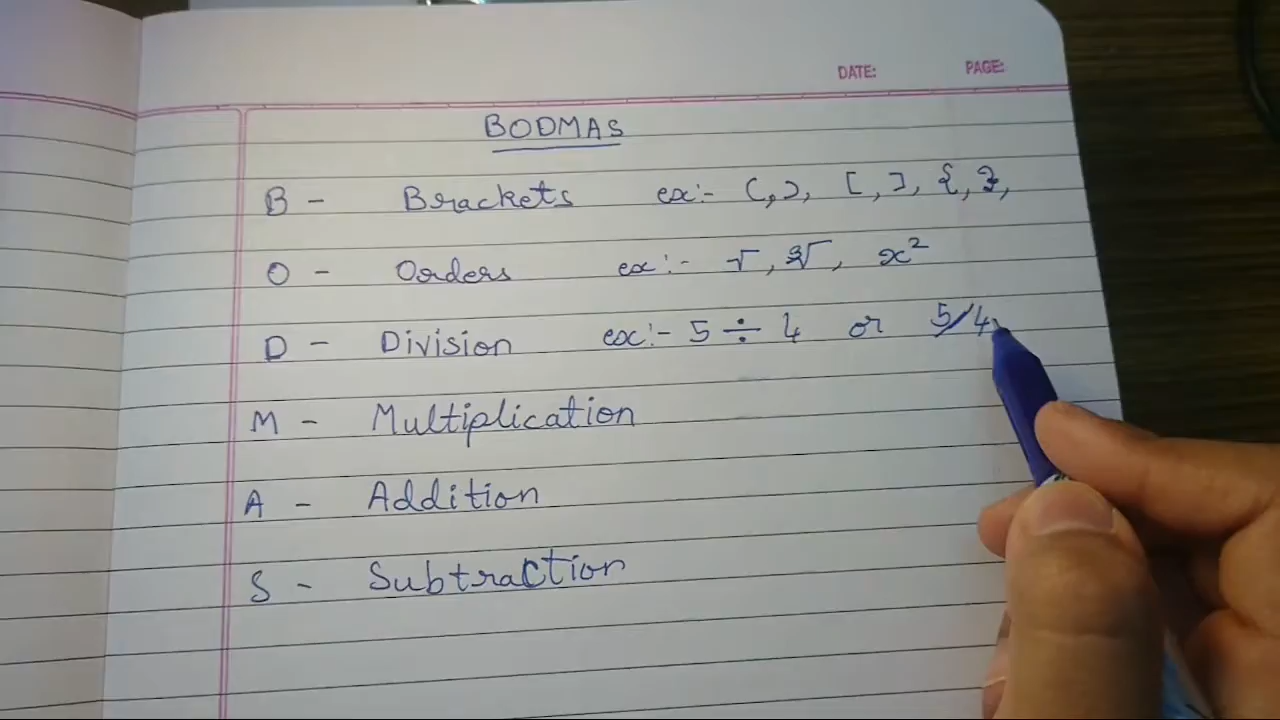 DATE: PAGE:
BODMAS
B - Brackets ex:- (,), [,], {,},
O - Orders ex:- √, ∛, x²
D - Division ex:- 5 ÷ 4 or 5/4
M - Multiplication
A - Addition
S - Subtraction